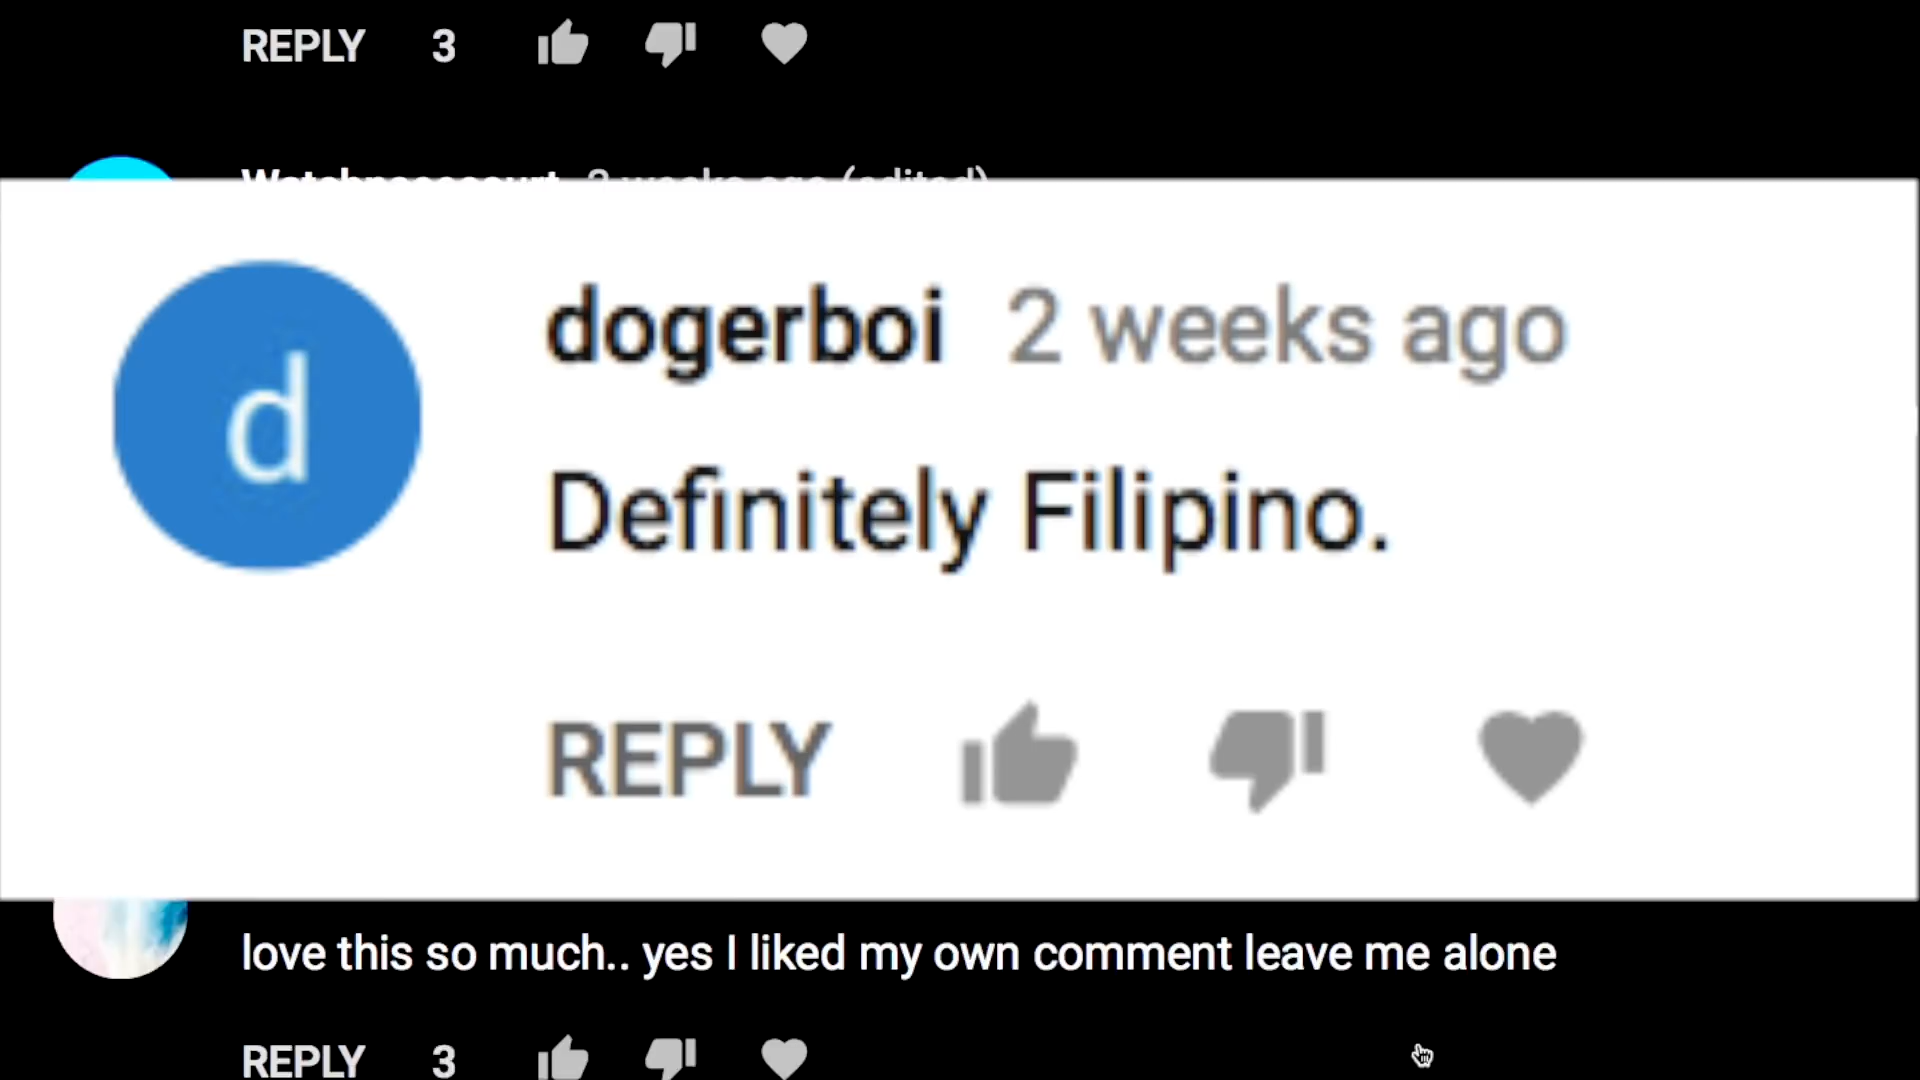 REPLY 3
dogerboi 2 weeks ago
d
Definitely Filipino.
REPLY
love this so much.. yes I liked my own comment leave me alone
REPLY 3